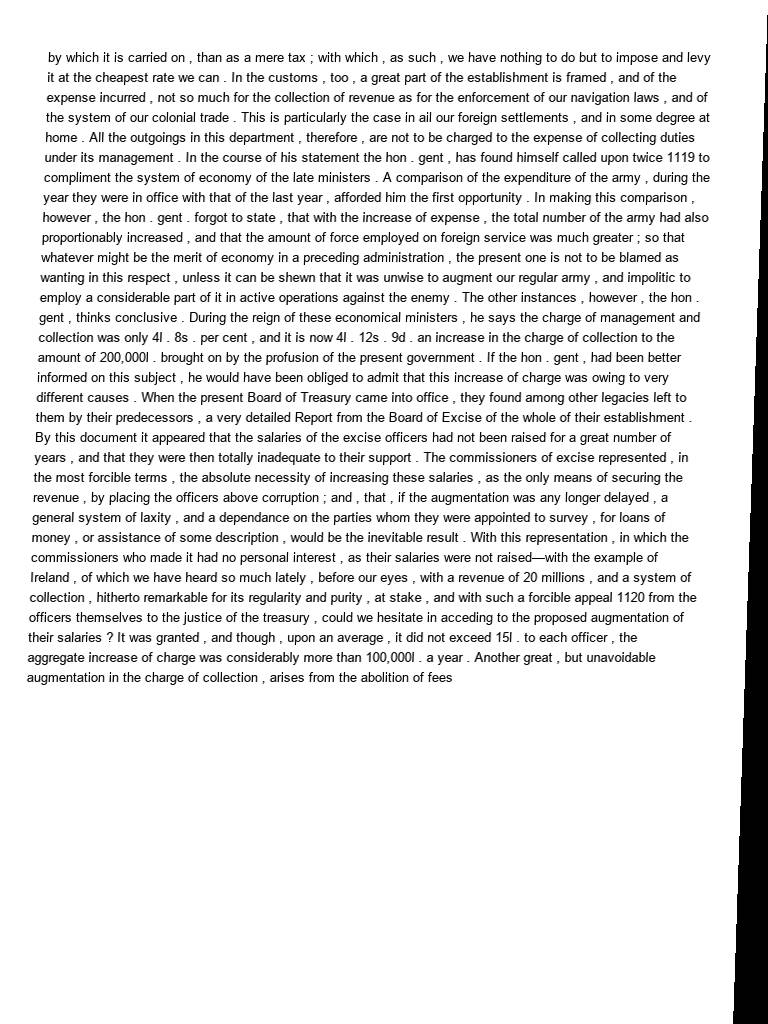 by which it is carried on , than as a mere tax ; with which , as such , we have nothing to do but to impose and levy
it at the cheapest rate we can . In the customs , too , a great part of the establishment is framed , and of the
expense incurred , not so much for the collection of revenue as for the enforcement of our navigation laws , and of
the system of our colonial trade . This is particularly the case in ail our foreign settlements , and in some degree at
home . All the outgoings in this department , therefore , are not to be charged to the expense of collecting duties
under its management . In the course of his statement the hon . gent , has found himself called upon twice 1119 to
compliment the system of economy of the late ministers . A comparison of the expenditure of the army , during the
year they were in office with that of the last year , afforded him the first opportunity . In making this comparison ,
however , the hon . gent . forgot to state , that with the increase of expense , the total number of the army had also
proportionably increased , and that the amount of force employed on foreign service was much greater ; so that
whatever might be the merit of economy in a preceding administration , the present one is not to be blamed as
wanting in this respect , unless it can be shewn that it was unwise to augment our regular army , and impolitic to
employ a considerable part of it in active operations against the enemy . The other instances , however , the hon .
gent , thinks conclusive . During the reign of these economical ministers , he says the charge of management and
collection was only 4l . 8s . per cent , and it is now 4l . 12s . 9d . an increase in the charge of collection to the
amount of 200,000l . brought on by the profusion of the present government . If the hon . gent , had been better
informed on this subject , he would have been obliged to admit that this increase of charge was owing to very
different causes . When the present Board of Treasury came into office , they found among other legacies left to
them by their predecessors , a very detailed Report from the Board of Excise of the whole of their establishment .
By this document it appeared that the salaries of the excise officers had not been raised for a great number of
years , and that they were then totally inadequate to their support . The commissioners of excise represented , in
the most forcible terms , the absolute necessity of increasing these salaries , as the only means of securing the
revenue , by placing the officers above corruption ; and , that , if the augmentation was any longer delayed , a
general system of laxity , and a dependance on the parties whom they were appointed to survey , for loans of
money , or assistance of some description , would be the inevitable result . With this representation , in which the
commissioners who made it had no personal interest , as their salaries were not raised—with the example of
Ireland , of which we have heard so much lately , before our eyes , with a revenue of 20 millions , and a system of
collection , hitherto remarkable for its regularity and purity , at stake , and with such a forcible appeal 1120 from the
officers themselves to the justice of the treasury , could we hesitate in acceding to the proposed augmentation of
their salaries ? It was granted , and though , upon an average , it did not exceed 15l . to each officer , the
aggregate increase of charge was considerably more than 100,000l . a year . Another great , but unavoidable
augmentation in the charge of collection , arises from the abolition of fees